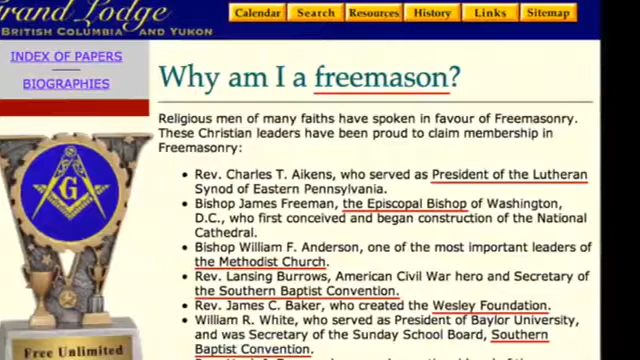 Grand Lodge
BRITISH COLUMBIA AND YUKON
Calendar
Search
Resources
History
Links
Sitemap
INDEX OF PAPERS
BIOGRAPHIES
Why am I a freemason?
Religious men of many faiths have spoken in favour of Freemasonry.
These Christian leaders have been proud to claim membership in
Freemasonry:
• Rev. Charles T. Aikens, who served as President of the Lutheran
Synod of Eastern Pennsylvania.
• Bishop James Freeman, the Episcopal Bishop of Washington,
D.C., who first conceived and began construction of the National
Cathedral.
• Bishop William F. Anderson, one of the most important leaders of
the Methodist Church.
• Rev. Lansing Burrows, American Civil War hero and Secretary of
the Southern Baptist Convention.
• Rev. James C. Baker, who created the Wesley Foundation.
• William R. White, who served as President of Baylor University,
and was Secretary of the Sunday School Board, Southern
Baptist Convention.
G
Free Unlimited